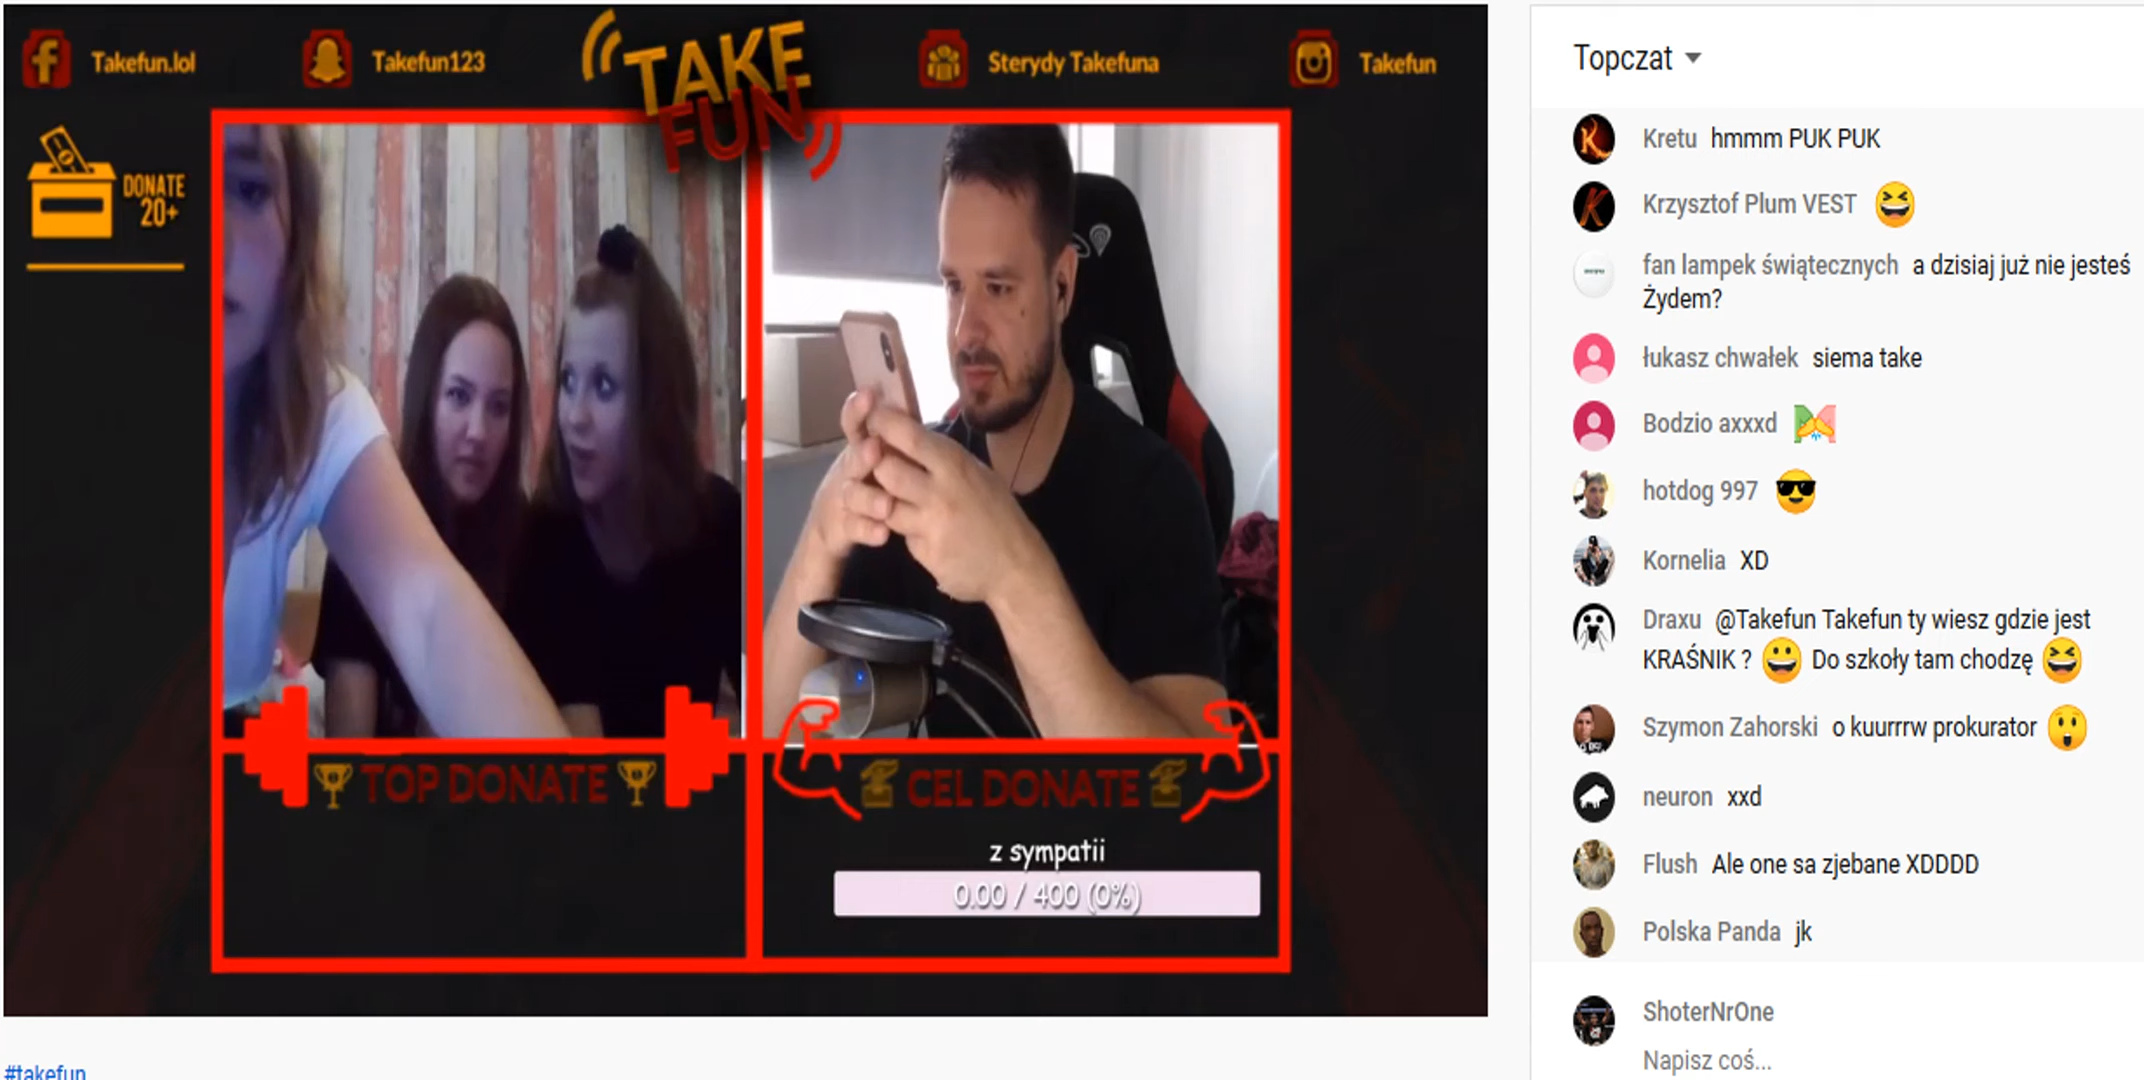 Takefun.lol
Takefun123
TAKE
FUN
Sterydy Takefuna
Takefun
DONATE
20+
TOP DONATE
CEL DONATE
z sympatii
0.00 / 400 (0%)
#takefun
Topczat
Kretu hmmm PUK PUK
Krzysztof Plum VEST 😆
fan lampek świątecznych a dzisiaj już nie jesteś
Żydem?
łukasz chwałek siema take
Bodzio axxxd
hotdog 997 😎
Kornelia XD
Draxu @Takefun Takefun ty wiesz gdzie jest
KRAŚNIK ? 😀 Do szkoły tam chodzę 😆
Szymon Zahorski o kuurrrw prokurator 😲
neuron xxd
Flush Ale one sa zjebane XDDDD
Polska Panda jk
ShoterNrOne
Napisz coś...